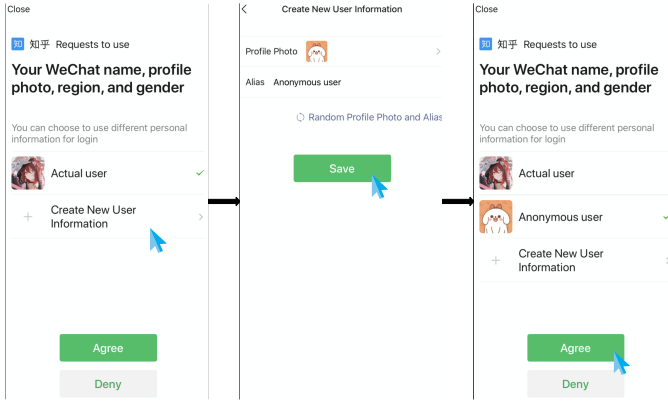 Close
知 知乎 Requests to use
Your WeChat name, profile
photo, region, and gender
You can choose to use different personal
information for login
Actual user
Create New User
Information
Agree
Deny
Create New User Information
Profile Photo
Alias Anonymous user
Random Profile Photo and Alias
Save
Close
知 知乎 Requests to use
Your WeChat name, profile
photo, region, and gender
You can choose to use different personal
information for login
Actual user
Anonymous user
Create New User
Information
Agree
Deny